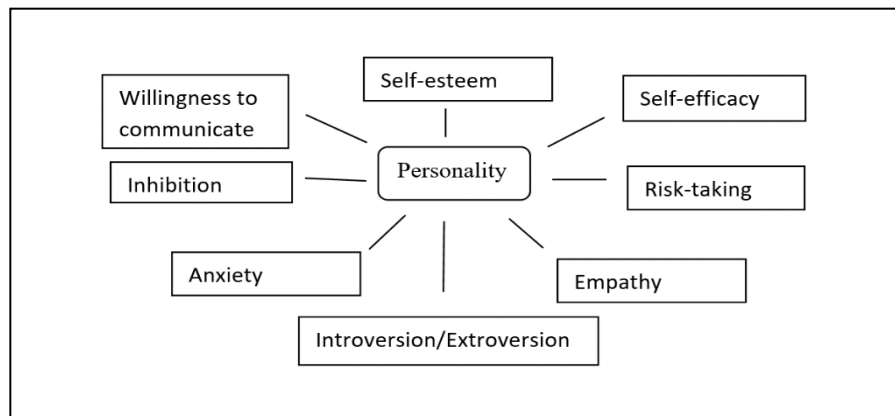 Self-esteem
Willingness to
communicate
Self-efficacy
Personality
Inhibition
Risk-taking
Anxiety
Empathy
Introversion/Extroversion